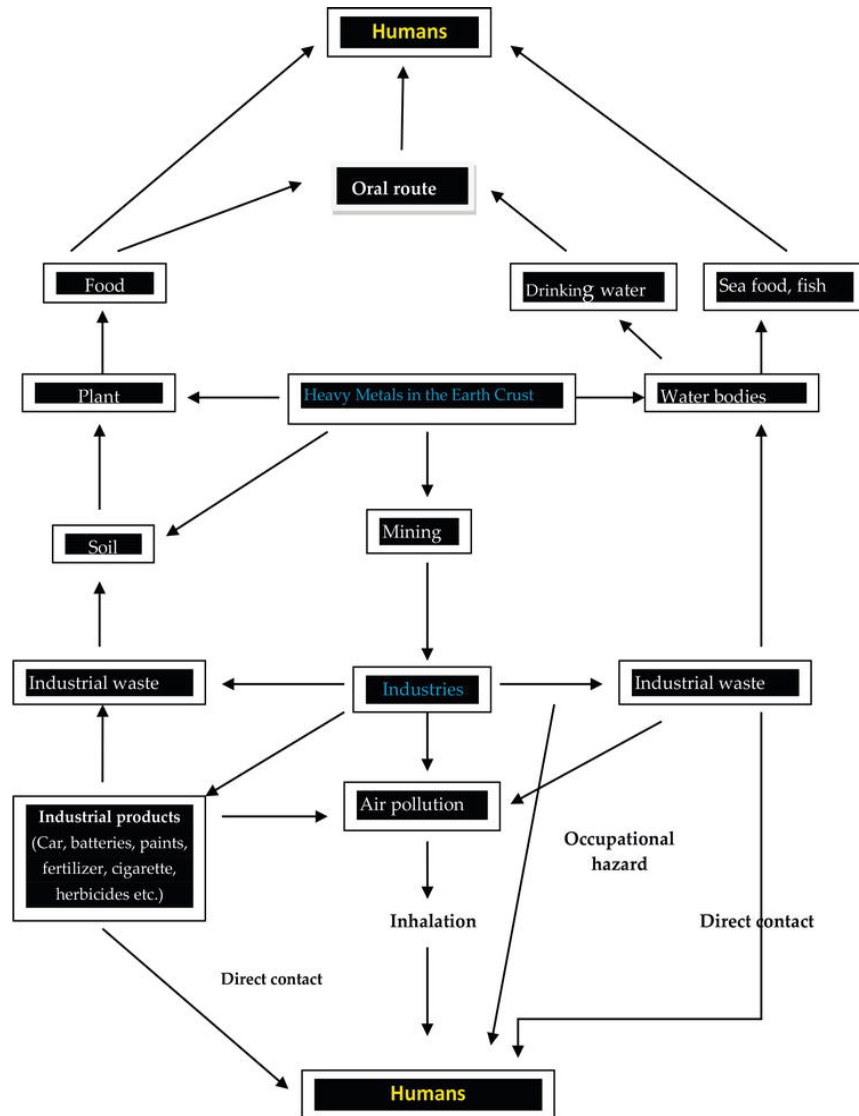 Humans
Oral route
Food
Drinking water
Sea food, fish
Plant
Heavy Metals in the Earth Crust
Water bodies
Soil
Mining
Industrial waste
Industries
Industrial waste
Industrial products
(Car, batteries, paints,
fertilizer, cigarette,
herbicides etc.)
Air pollution
Occupational
hazard
Inhalation
Direct contact
Direct contact
Humans